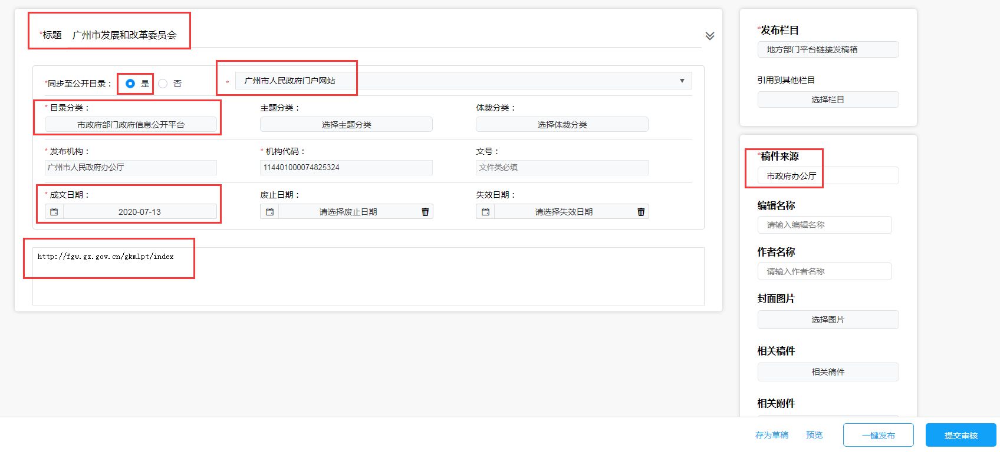 *标题 广州市发展和改革委员会
*同步至公开目录： 是 否 * 广州市人民政府门户网站
* 目录分类： 主题分类： 体裁分类：
市政府部门政府信息公开平台 选择主题分类 选择体裁分类
* 发布机构： * 机构代码： 文号：
广州市人民政府办公厅 114401000074825324 文件类必填
* 成文日期： 废止日期： 失效日期：
2020-07-13 请选择废止日期 请选择失效日期
http://fgw.gz.gov.cn/gkmlpt/index
*发布栏目
地方部门平台链接发稿箱
引用到其他栏目
选择栏目
*稿件来源
市政府办公厅
编辑名称
请输入编辑名称
作者名称
请输入作者名称
封面图片
选择图片
相关稿件
相关稿件
相关附件
存为草稿 预览 一键发布 提交审核